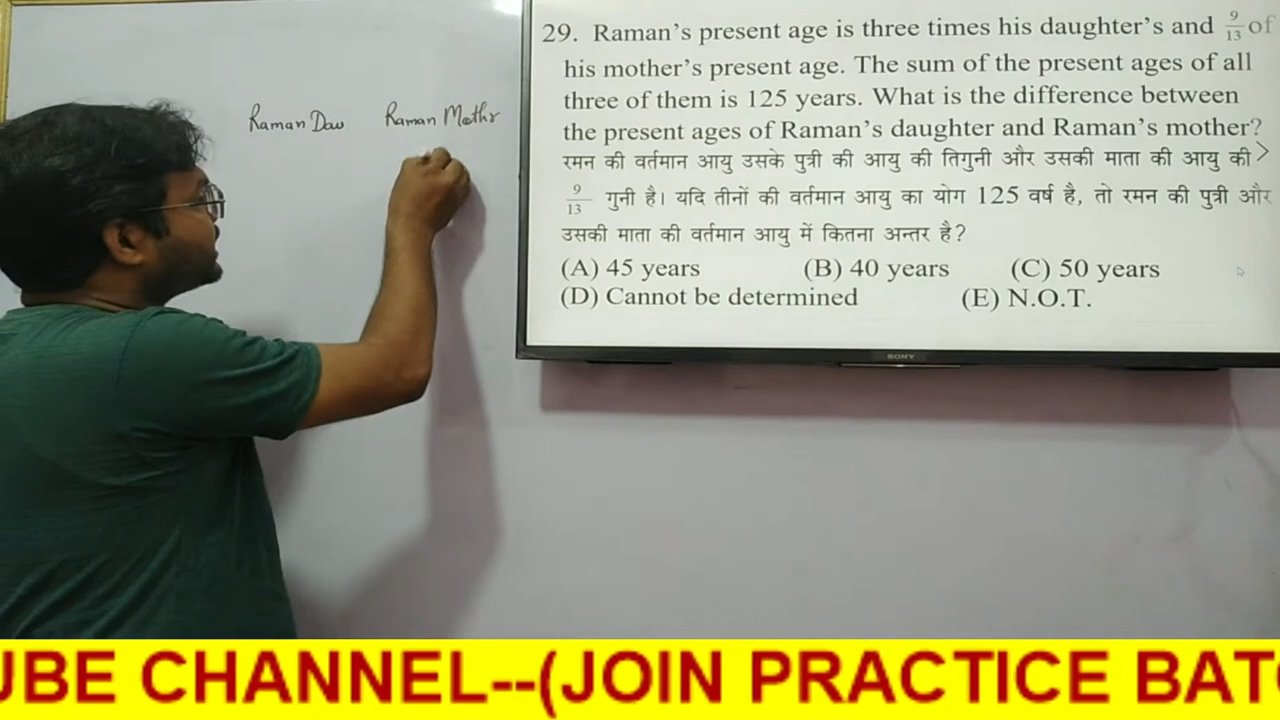 Raman Dau Raman Mothr
29. Raman's present age is three times his daughter's and 9/13 of
his mother's present age. The sum of the present ages of all
three of them is 125 years. What is the difference between
the present ages of Raman's daughter and Raman's mother?
रमन की वर्तमान आयु उसके पुत्री की आयु की तिगुनी और उसकी माता की आयु की
9/13 गुनी है। यदि तीनों की वर्तमान आयु का योग 125 वर्ष है, तो रमन की पुत्री और
उसकी माता की वर्तमान आयु में कितना अन्तर है?
(A) 45 years (B) 40 years (C) 50 years
(D) Cannot be determined (E) N.O.T.
SONY
UBE CHANNEL--(JOIN PRACTICE BATC